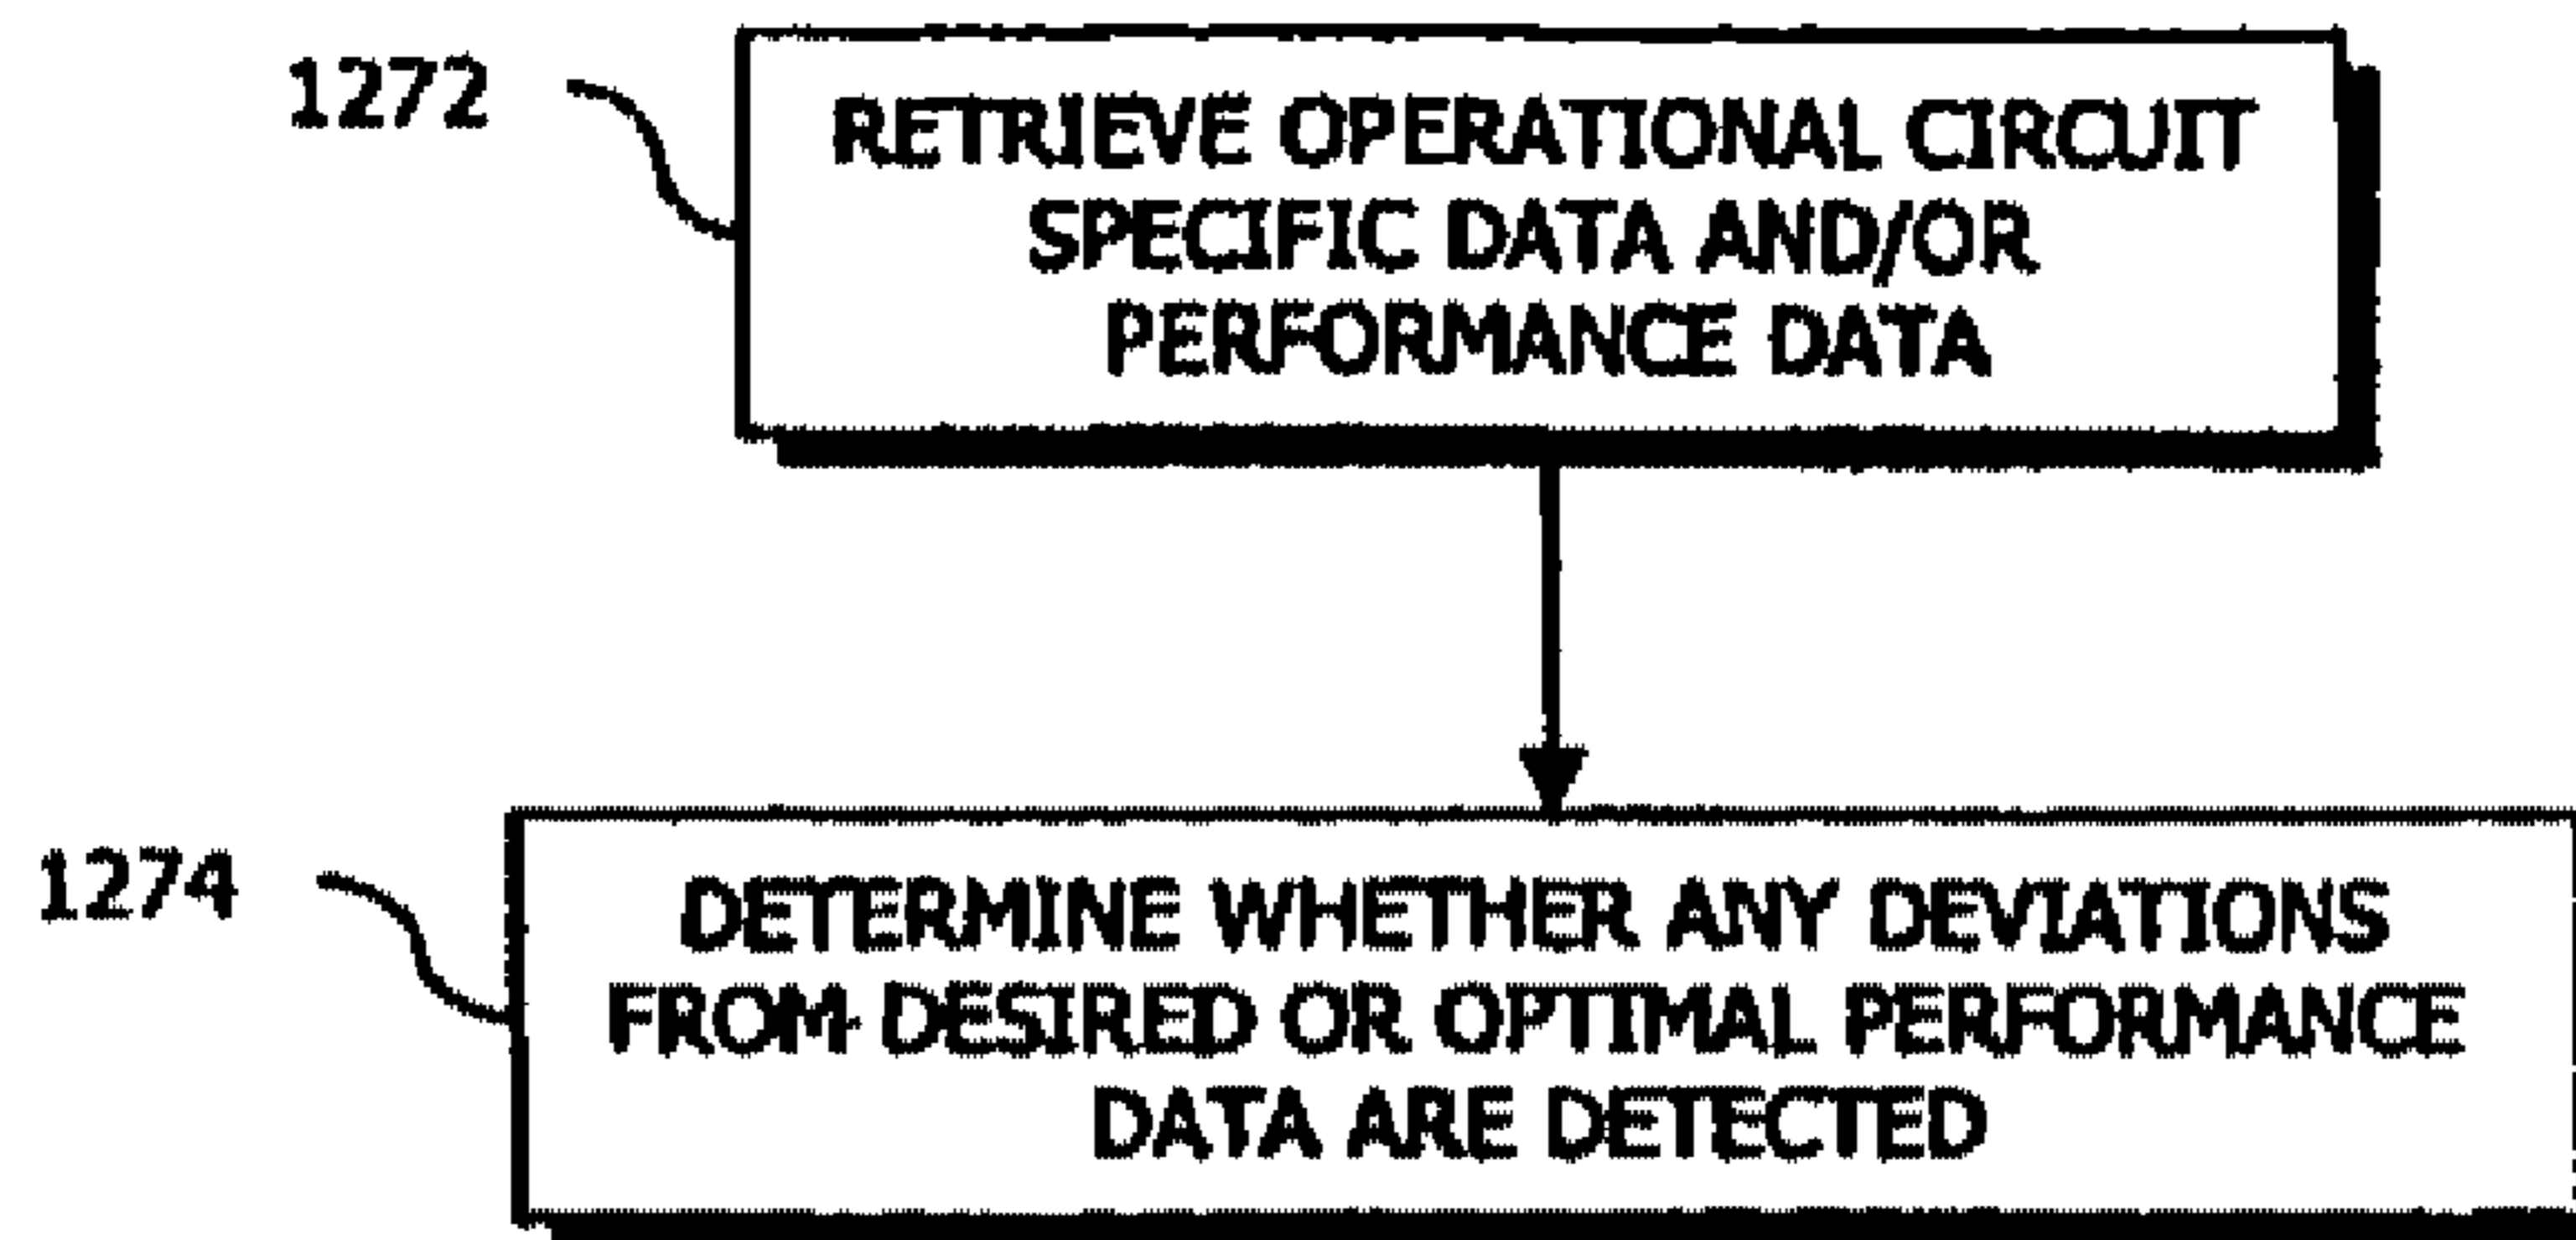 1272
RETRIEVE OPERATIONAL CIRCUIT
SPECIFIC DATA AND/OR
PERFORMANCE DATA
1274
DETERMINE WHETHER ANY DEVIATIONS
FROM DESIRED OR OPTIMAL PERFORMANCE
DATA ARE DETECTED